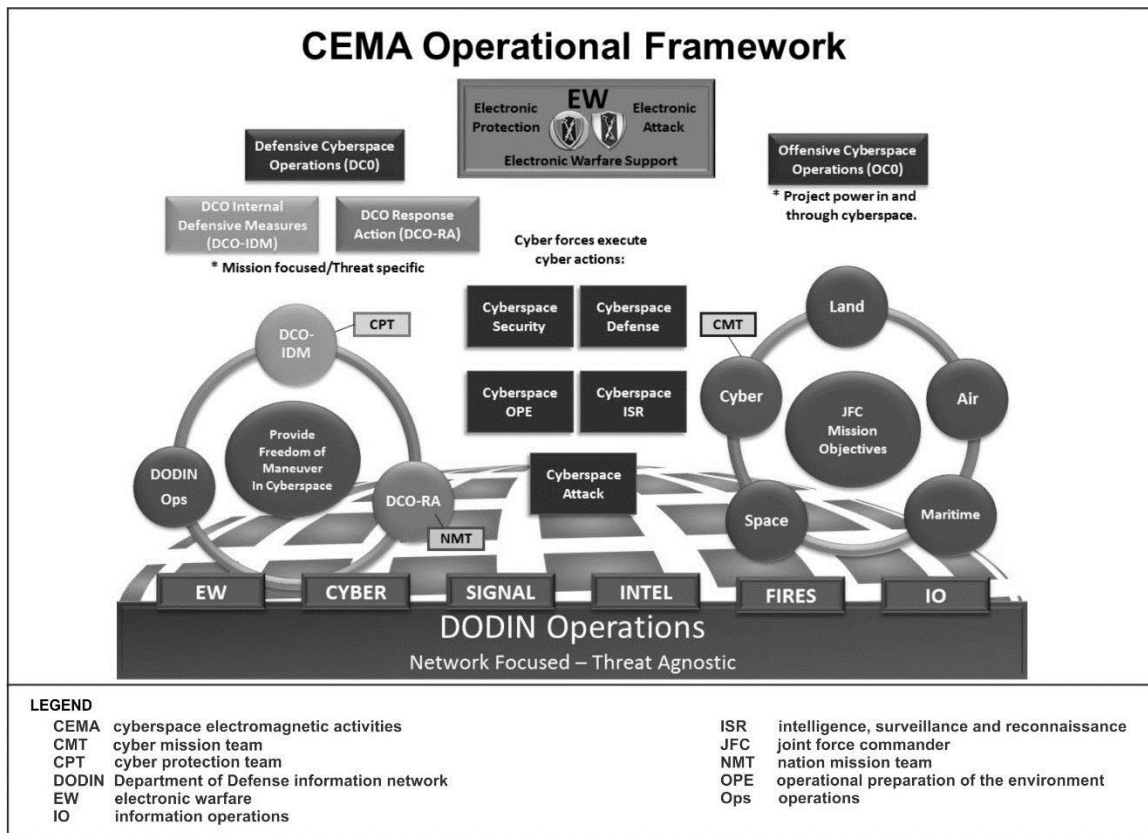 CEMA Operational Framework
EW
Electronic
Protection
Electronic
Attack
Electronic Warfare Support
Defensive Cyberspace
Operations (DC0)
Offensive Cyberspace
Operations (OC0)
* Project power in and
through cyberspace.
DCO Internal
Defensive Measures
(DCO-IDM)
DCO Response
Action (DCO-RA)
* Mission focused/Threat specific
Cyber forces execute
cyber actions:
Cyberspace
Security
Cyberspace
Defense
Cyberspace
OPE
Cyberspace
ISR
Cyberspace
Attack
DCO-
IDM
CPT
Provide
Freedom of
Maneuver
In Cyberspace
DODIN
Ops
DCO-RA
NMT
CMT
Land
Cyber
Air
JFC
Mission
Objectives
Space
Maritime
EW
CYBER
SIGNAL
INTEL
FIRES
IO
DODIN Operations
Network Focused – Threat Agnostic
LEGEND
CEMA cyberspace electromagnetic activities
CMT cyber mission team
CPT cyber protection team
DODIN Department of Defense information network
EW electronic warfare
IO information operations
ISR intelligence, surveillance and reconnaissance
JFC joint force commander
NMT nation mission team
OPE operational preparation of the environment
Ops operations